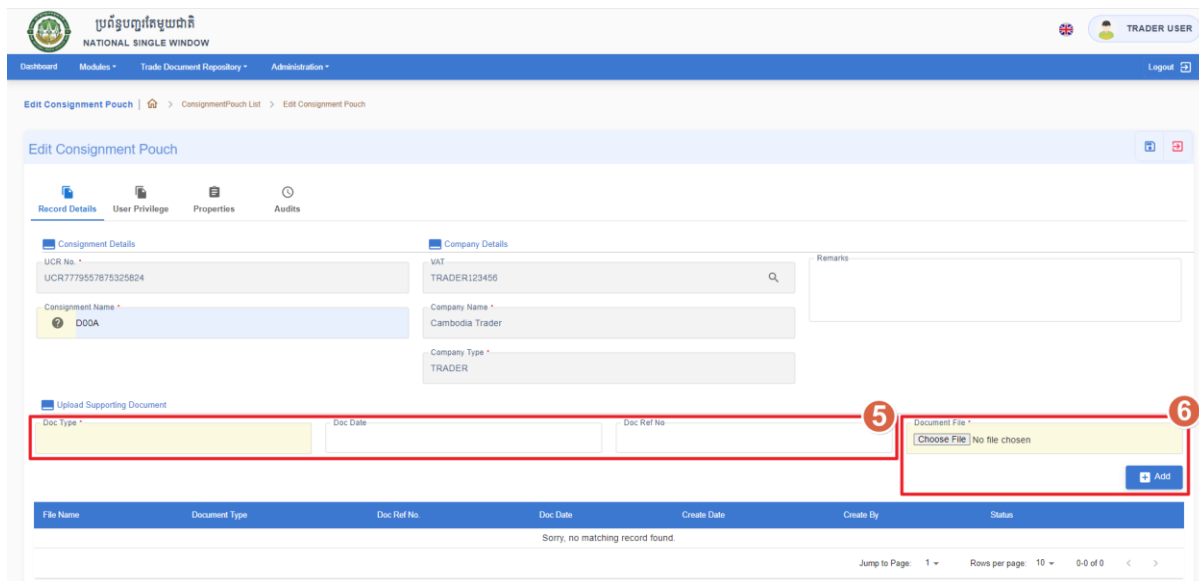 ប្រព័ន្ធបញ្ជរតែមួយជាតិ
NATIONAL SINGLE WINDOW
TRADER USER
Dashboard Modules Trade Document Repository Administration Logout
Edit Consignment Pouch | > ConsignmentPouch List > Edit Consignment Pouch
Edit Consignment Pouch
Record Details User Privilege Properties Audits
Consignment Details
UCR No. *
UCR7779557875325824
Consignment Name *
D00A
Company Details
VAT
TRADER123456
Company Name *
Cambodia Trader
Company Type *
TRADER
Remarks
Upload Supporting Document
Doc Type * Doc Date Doc Ref No 5
Document File * 6
Choose File No file chosen
Add
File Name Document Type Doc Ref No. Doc Date Create Date Create By Status
Sorry, no matching record found.
Jump to Page: 1 Rows per page: 10 0-0 of 0 < >